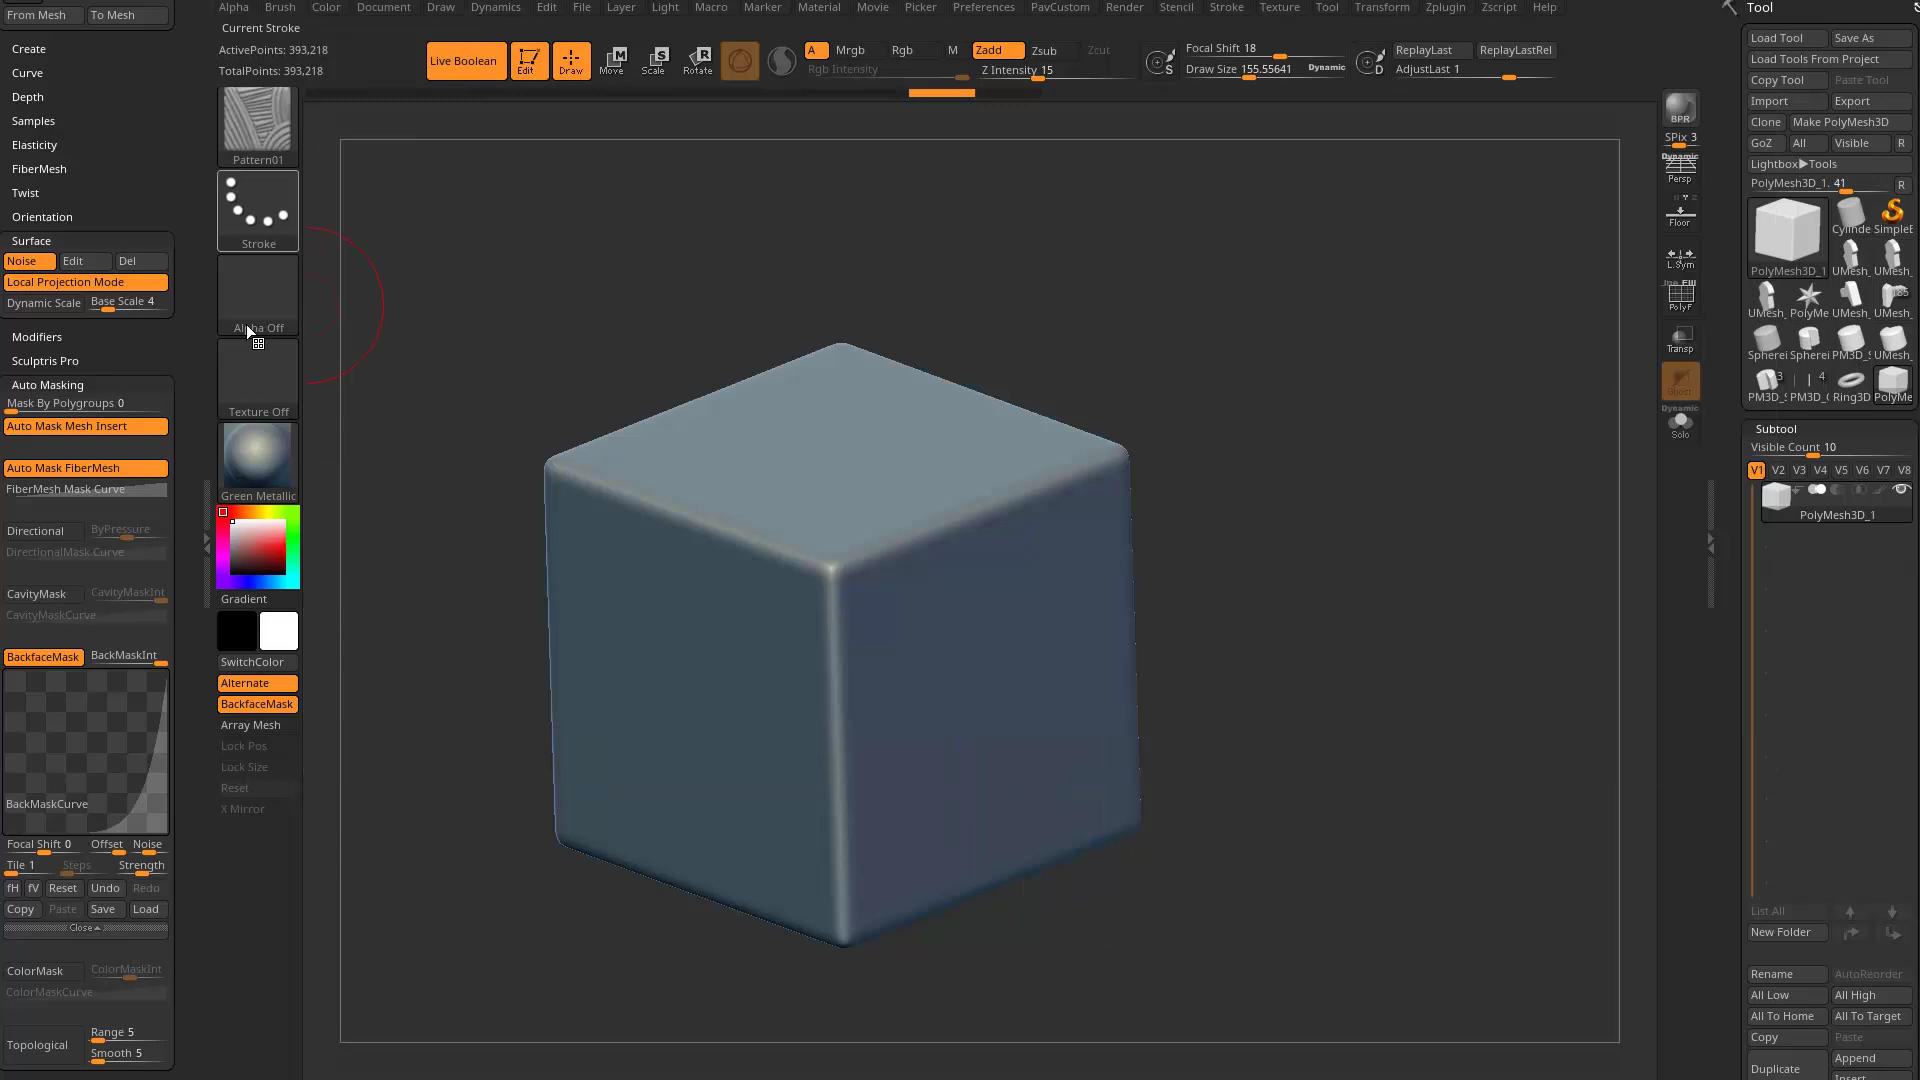 From Mesh To Mesh
Alpha Brush Color Document Draw Dynamics Edit File Layer Light Macro Marker Material Movie Picker Preferences PavCustom Render Stencil Stroke Texture Tool Transform Zplugin Zscript Help
Tool
Create
Curve
Depth
Samples
Elasticity
FiberMesh
Twist
Orientation
Surface
Noise Edit Del
Local Projection Mode
Dynamic Scale Base Scale 4
Modifiers
Sculptris Pro
Auto Masking
Mask By Polygroups 0
Auto Mask Mesh Insert
Auto Mask FiberMesh
FiberMesh Mask Curve
Directional ByPressure
DirectionalMask Curve
CavityMask CavityMaskInt
CavityMaskCurve
BackfaceMask BackMaskInt
BackMaskCurve
Focal Shift 0 Offset Noise
Tile 1 Steps Strength
fH fV Reset Undo Redo
Copy Paste Save Load
Close
ColorMask ColorMaskInt
ColorMaskCurve
Topological
Range 5
Smooth 5
Current Stroke
ActivePoints: 393,218
TotalPoints: 393,218
Live Boolean
Edit Draw Move Scale Rotate
A Mrgb Rgb M Zadd Zsub Zcut
Rgb Intensity Z Intensity 15
S
Focal Shift 18
Draw Size 155.55641 Dynamic
D
ReplayLast ReplayLastRel
AdjustLast 1
Pattern01
Stroke
Alpha Off
Texture Off
Green Metallic
Gradient
SwitchColor
Alternate
BackfaceMask
Array Mesh
Lock Pos
Lock Size
Reset
X Mirror
BPR
SPix 3
Dynamic
Persp
Floor
L.Sym
PolyF
Transp
Ghost
Dynamic
Solo
Load Tool Save As
Load Tools From Project
Copy Tool Paste Tool
Import Export
Clone Make PolyMesh3D
GoZ All Visible R
Lightbox▶Tools
PolyMesh3D_1. 41 R
Cylinde SimpleB
PolyMesh3D_1 UMesh_ UMesh_
UMesh_ PolyMe UMesh_ UMesh_
Spherei Spherei PM3D_S UMesh_
3 4
PM3D_S PM3D_C Ring3D PolyMe
Subtool
Visible Count 10
V1 V2 V3 V4 V5 V6 V7 V8
PolyMesh3D_1
List All
New Folder
Rename AutoReorder
All Low All High
All To Home All To Target
Copy Paste
Duplicate Append
Insert